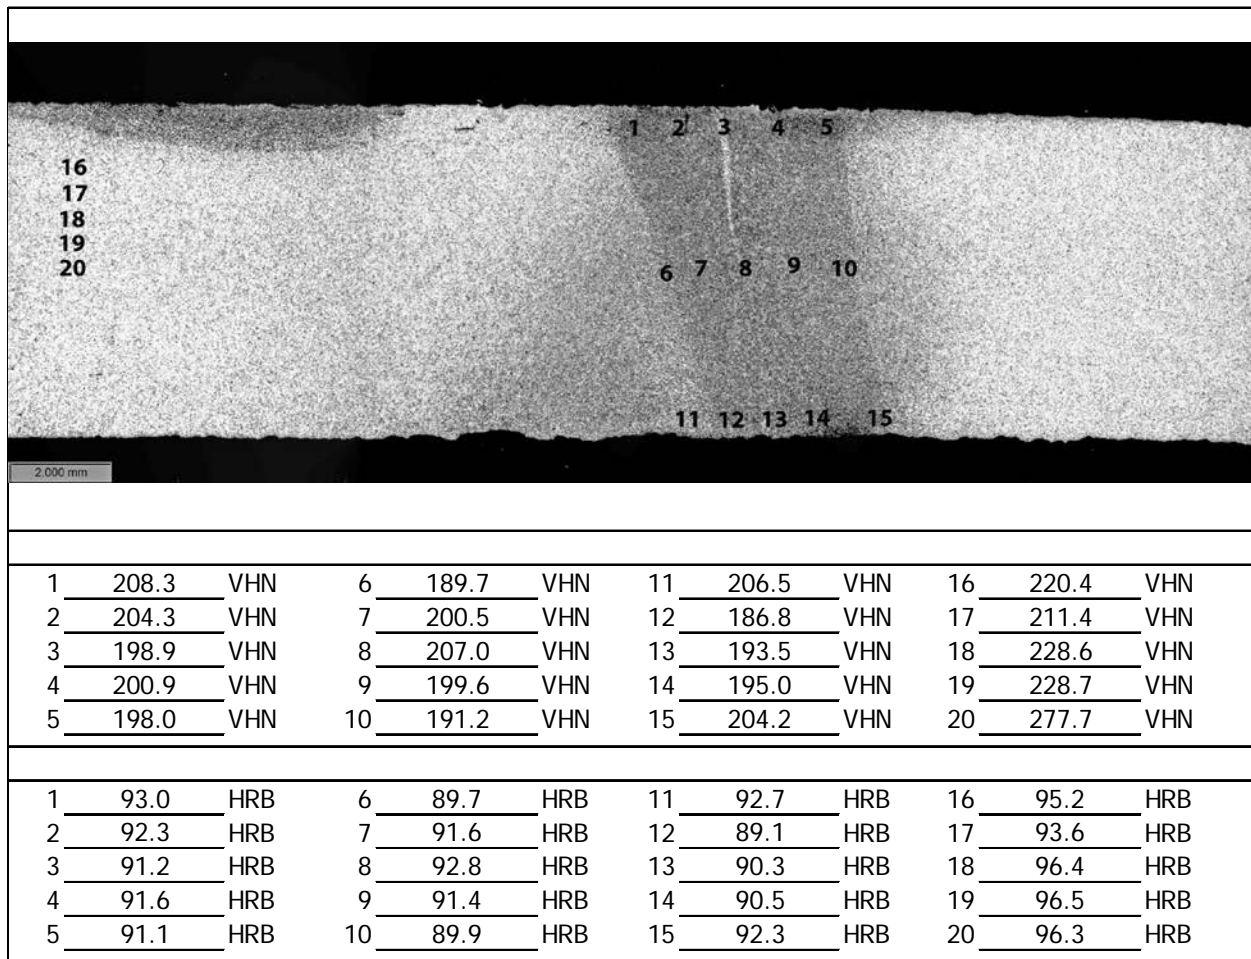 1 2 3 4 5
16
17
18
19
20
6 7 8 9 10
11 12 13 14 15
2.000 mm
1 208.3 VHN 6 189.7 VHN 11 206.5 VHN 16 220.4 VHN
2 204.3 VHN 7 200.5 VHN 12 186.8 VHN 17 211.4 VHN
3 198.9 VHN 8 207.0 VHN 13 193.5 VHN 18 228.6 VHN
4 200.9 VHN 9 199.6 VHN 14 195.0 VHN 19 228.7 VHN
5 198.0 VHN 10 191.2 VHN 15 204.2 VHN 20 277.7 VHN
1 93.0 HRB 6 89.7 HRB 11 92.7 HRB 16 95.2 HRB
2 92.3 HRB 7 91.6 HRB 12 89.1 HRB 17 93.6 HRB
3 91.2 HRB 8 92.8 HRB 13 90.3 HRB 18 96.4 HRB
4 91.6 HRB 9 91.4 HRB 14 90.5 HRB 19 96.5 HRB
5 91.1 HRB 10 89.9 HRB 15 92.3 HRB 20 96.3 HRB